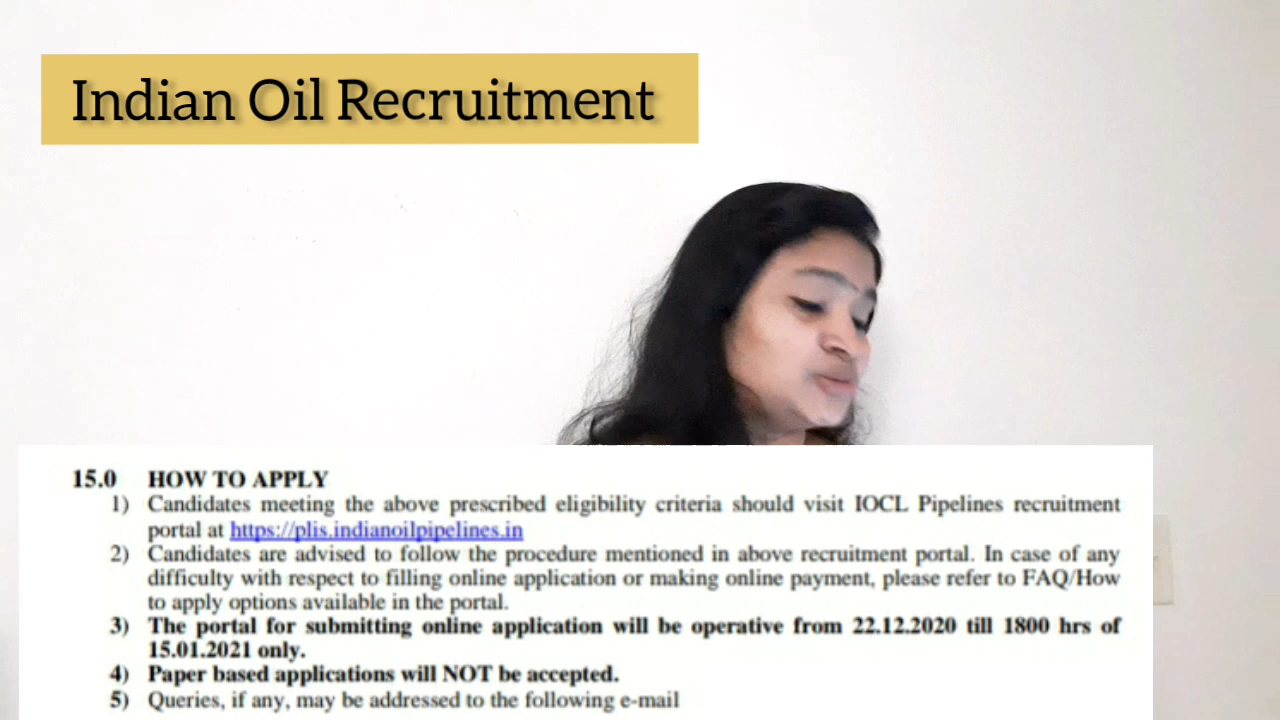 Indian Oil Recruitment
15.0 HOW TO APPLY
1) Candidates meeting the above prescribed eligibility criteria should visit IOCL Pipelines recruitment
portal at https://plis.indianoilpipelines.in
2) Candidates are advised to follow the procedure mentioned in above recruitment portal. In case of any
difficulty with respect to filling online application or making online payment, please refer to FAQ/How
to apply options available in the portal.
3) The portal for submitting online application will be operative from 22.12.2020 till 1800 hrs of
15.01.2021 only.
4) Paper based applications will NOT be accepted.
5) Queries, if any, may be addressed to the following e-mail